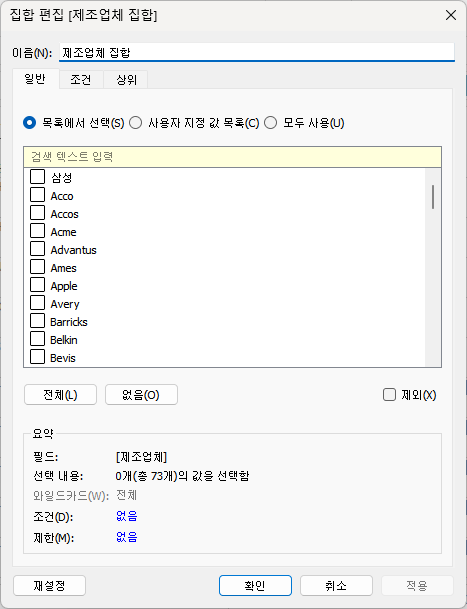 집합 편집 [제조업체 집합]
이름(N): 제조업체 집합
일반 조건 상위
목록에서 선택(S) 사용자 지정 값 목록(C) 모두 사용(U)
검색 텍스트 입력
삼성
Acco
Accos
Acme
Advantus
Ames
Apple
Avery
Barricks
Belkin
Bevis
전체(L) 없음(O) 제외(X)
요약
필드: [제조업체]
선택 내용: 0개(총 73개)의 값을 선택함
와일드카드(W): 전체
조건(D): 없음
제한(M): 없음
재설정 확인 취소 적용